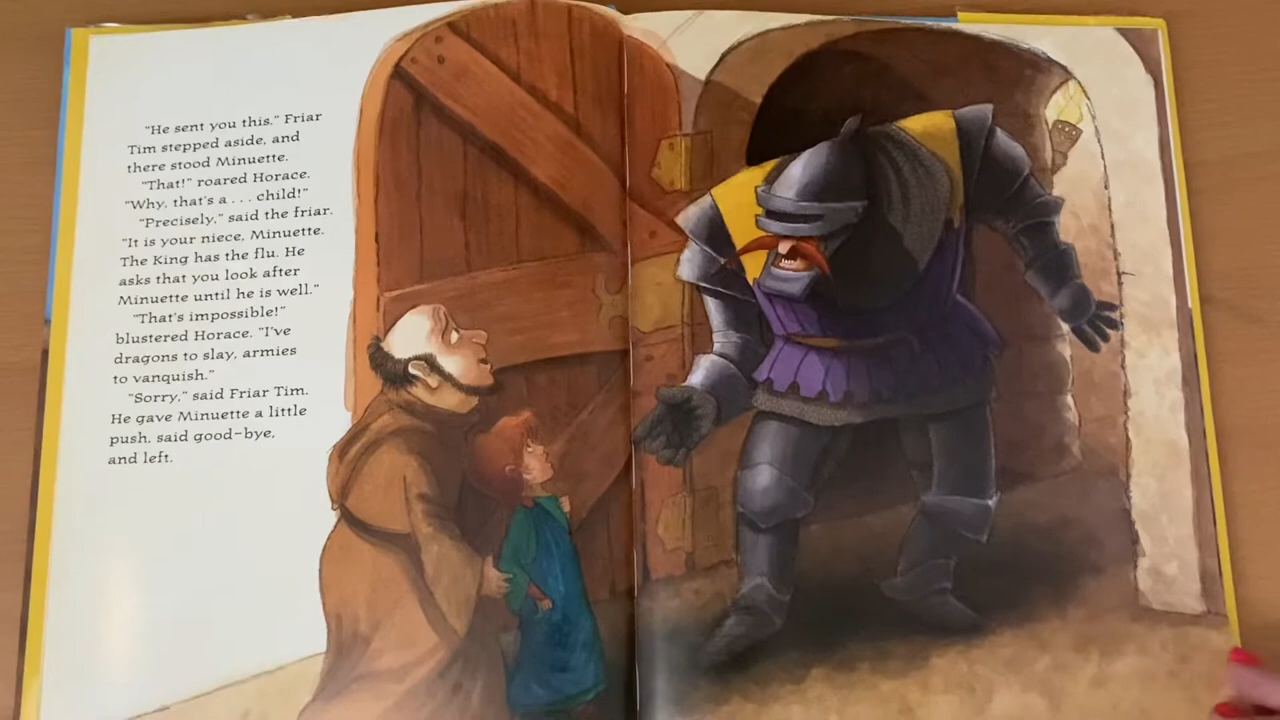 "He sent you this." Friar
Tim stepped aside, and
there stood Minuette.
"That!" roared Horace.
"Why, that's a . . . child!"
"Precisely," said the friar.
"It is your niece, Minuette.
The King has the flu. He
asks that you look after
Minuette until he is well."
"That's impossible!"
blustered Horace. "I've
dragons to slay, armies
to vanquish."
"Sorry," said Friar Tim.
He gave Minuette a little
push, said good-bye,
and left.